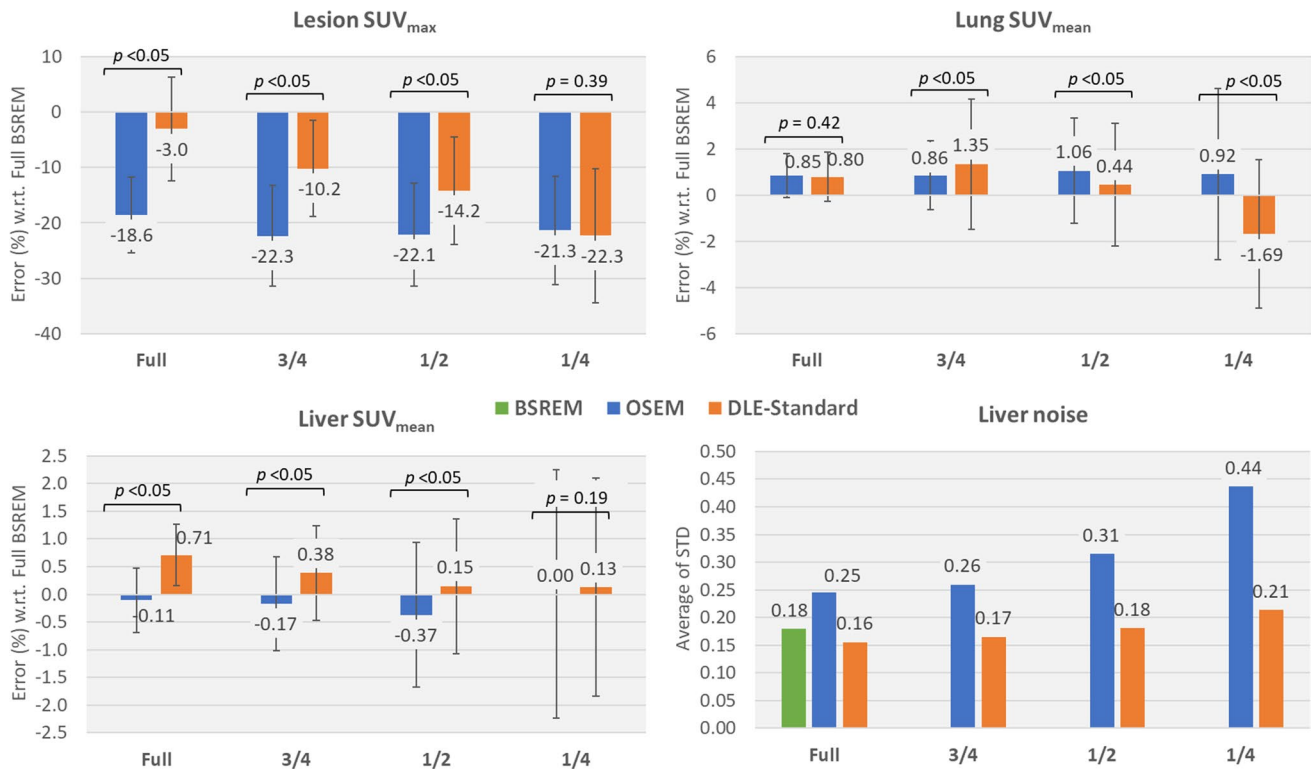 Lesion SUVmax
Error (%) w.r.t. Full BSREM
10
0
-10
-20
-30
-40
p <0.05
p <0.05
p <0.05
p = 0.39
-18.6
-3.0
-22.3
-10.2
-22.1
-14.2
-21.3
-22.3
Full 3/4 1/2 1/4
Lung SUVmean
Error (%) w.r.t. Full BSREM
6
4
2
0
-2
-4
-6
p = 0.42
p <0.05
p <0.05
p <0.05
0.85
0.80
0.86
1.35
1.06
0.44
0.92
-1.69
Full 3/4 1/2 1/4
BSREM OSEM DLE-Standard
Liver SUVmean
Error (%) w.r.t. Full BSREM
2.5
2.0
1.5
1.0
0.5
0.0
-0.5
-1.0
-1.5
-2.0
-2.5
p <0.05
p <0.05
p <0.05
p = 0.19
-0.11
0.71
-0.17
0.38
-0.37
0.15
0.00
0.13
Full 3/4 1/2 1/4
Liver noise
Average of STD
0.50
0.45
0.40
0.35
0.30
0.25
0.20
0.15
0.10
0.05
0.00
0.18
0.25
0.16
0.26
0.17
0.31
0.18
0.44
0.21
Full 3/4 1/2 1/4